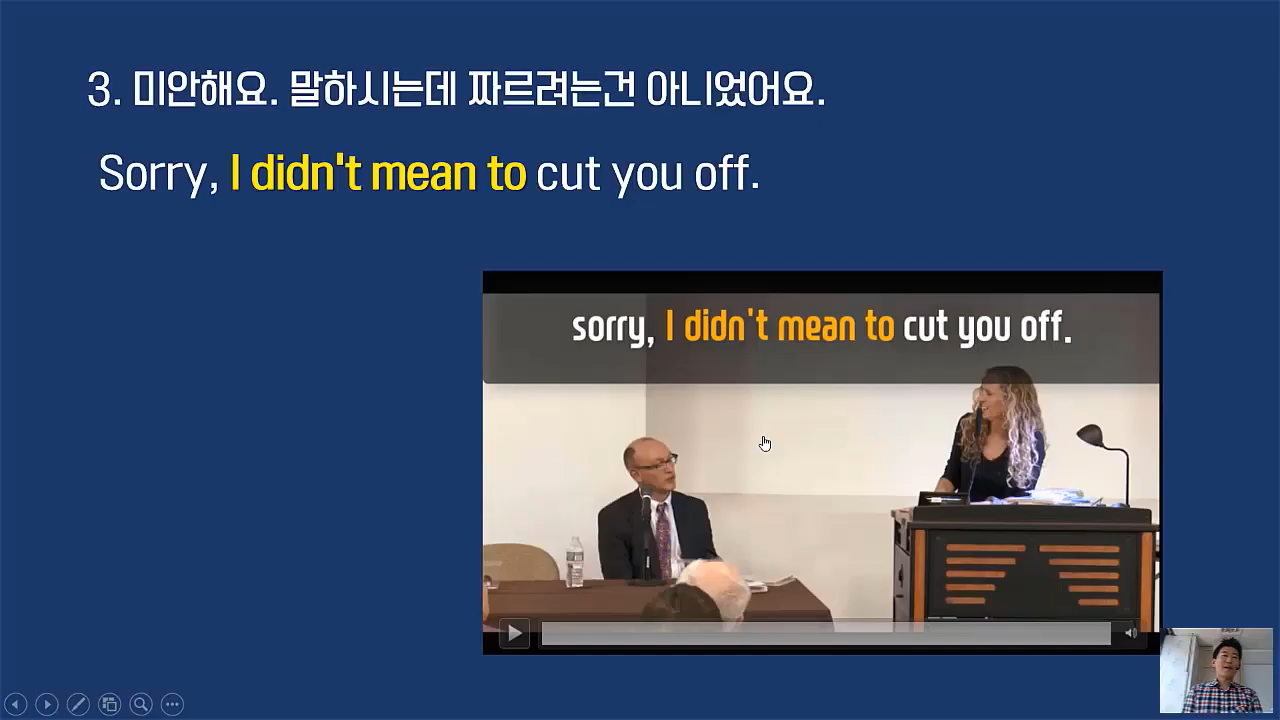 3. 미안해요. 말하시는데 짜르려는건 아니었어요.
Sorry, I didn't mean to cut you off.
sorry, I didn't mean to cut you off.